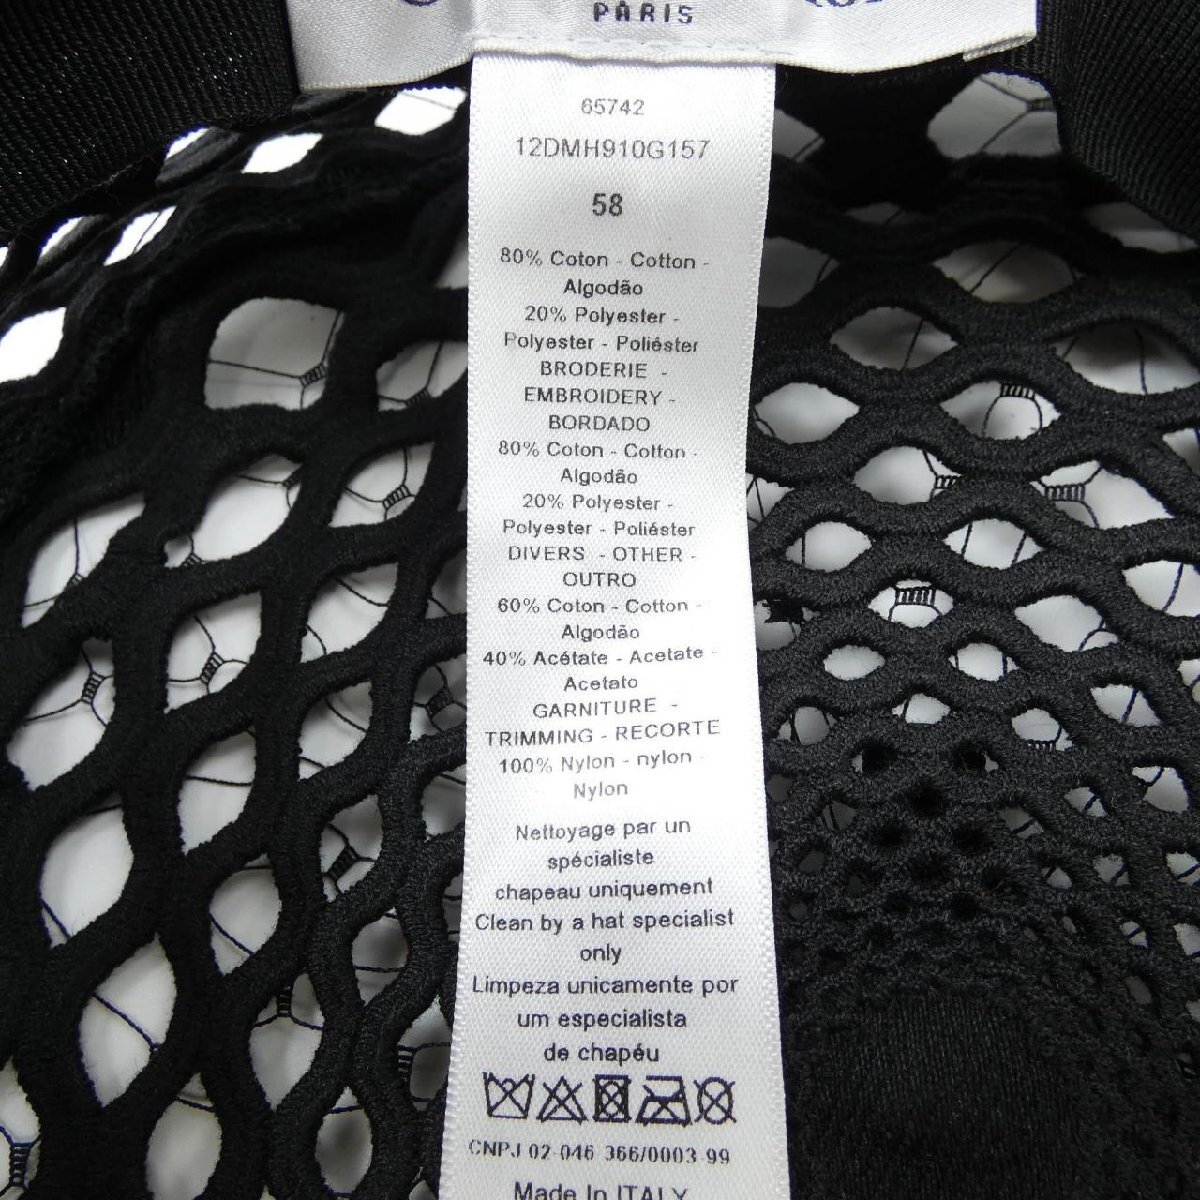 PARIS
65742
12DMH910G157
58
80% Coton - Cotton -
Algodão
20% Polyester -
Polyester - Poliéster
BRODERIE -
EMBROIDERY -
BORDADO
80% Coton - Cotton -
Algodão
20% Polyester -
Polyester - Poliéster
DIVERS - OTHER -
OUTRO
60% Coton - Cotton -
Algodão
40% Acétate - Acetate -
Acetato
GARNITURE -
TRIMMING - RECORTE
100% Nylon - nylon -
Nylon
Nettoyage par un
spécialiste
chapeau uniquement
Clean by a hat specialist
only
Limpeza unicamente por
um especialista
de chapéu
CNPJ 02 046 366/0003-99
Made In ITALY